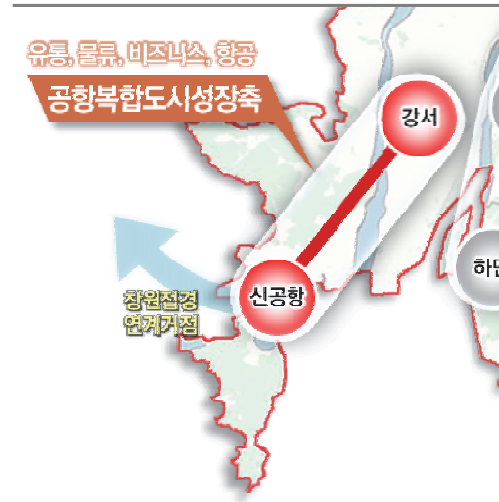 유통, 물류, 비즈니스, 항공
공항복합도시성장축
강서
신공항
창원접경
연계거점